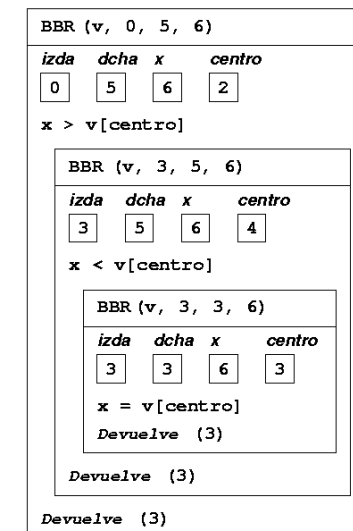 BBR (v, 0, 5, 6)
izda dcha x centro
0 5 6 2
x > v[centro]
BBR (v, 3, 5, 6)
izda dcha x centro
3 5 6 4
x < v[centro]
BBR (v, 3, 3, 6)
izda dcha x centro
3 3 6 3
x = v[centro]
Devuelve (3)
Devuelve (3)
Devuelve (3)